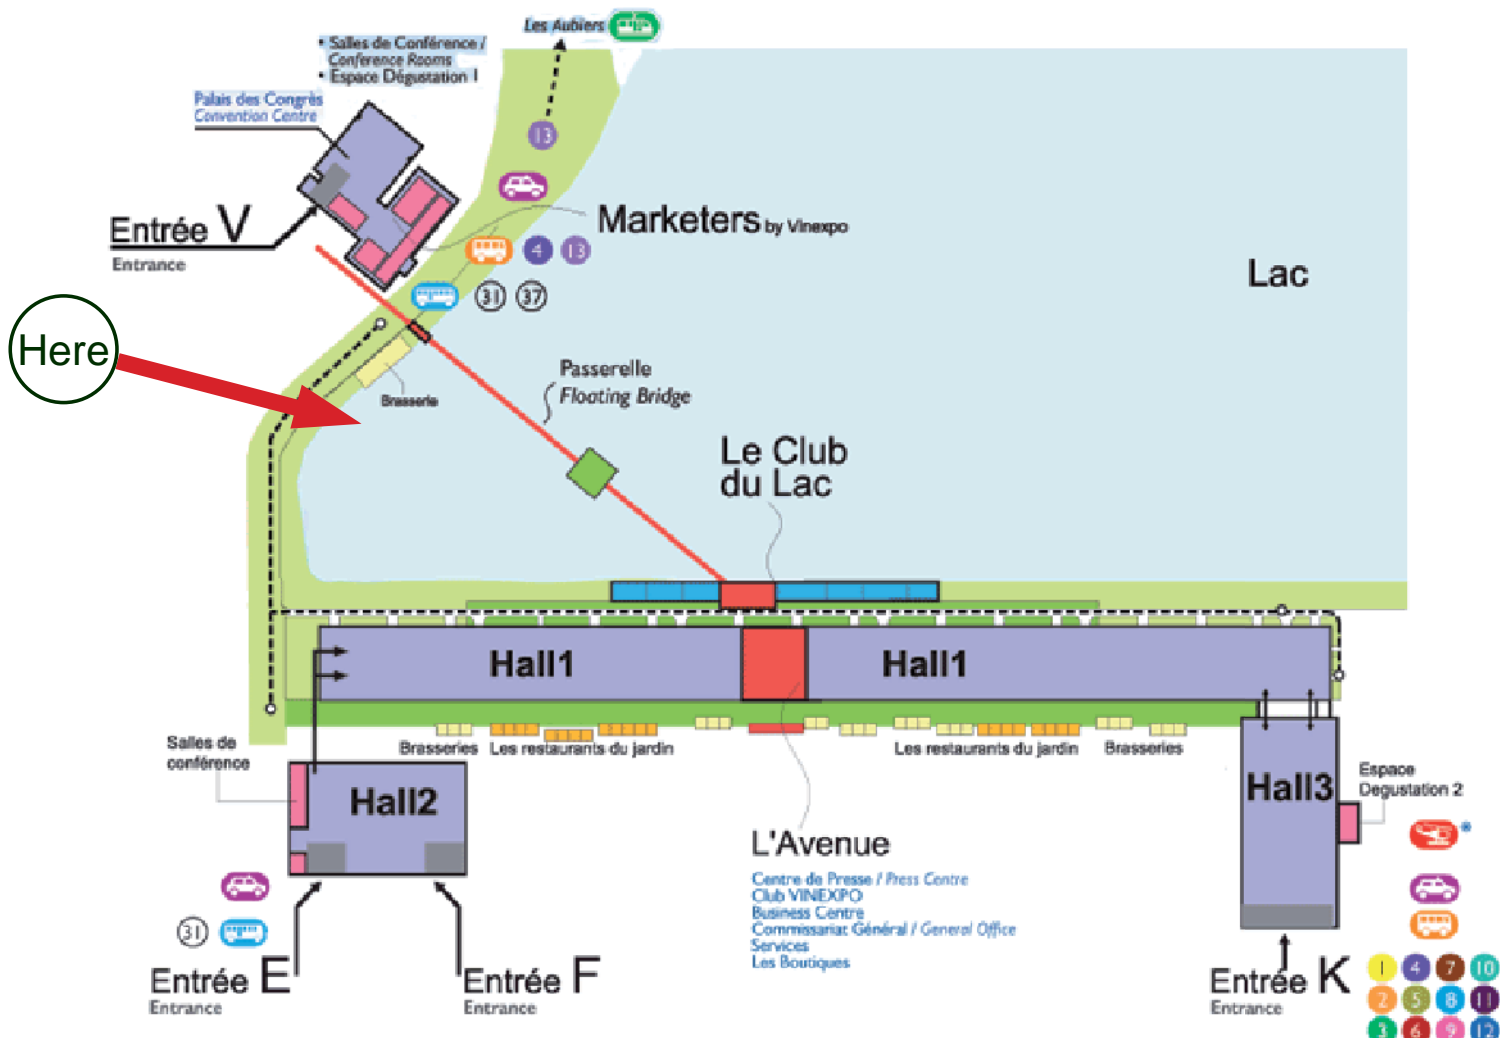 Les Aubiers
• Salles de Conférence /
Conference Rooms
• Espace Dégustation 1
Palais des Congrès
Convention Centre
13
Entrée V
Entrance
Marketers by Vinexpo
4 13
31 37
Lac
Here
Passerelle
Floating Bridge
Brasserie
Le Club
du Lac
Hall1
Hall1
Salles de
conférence
Brasseries
Les restaurants du jardin
Les restaurants du jardin
Brasseries
Hall2
Hall3
Espace
Degustation 2
L'Avenue
Centre de Presse / Press Centre
Club VINEXPO
Business Centre
Commissariat Général / General Office
Services
Les Boutiques
31
Entrée E
Entrance
Entrée F
Entrance
Entrée K
Entrance
1 4 7 10
2 5 8 11
3 6 9 12